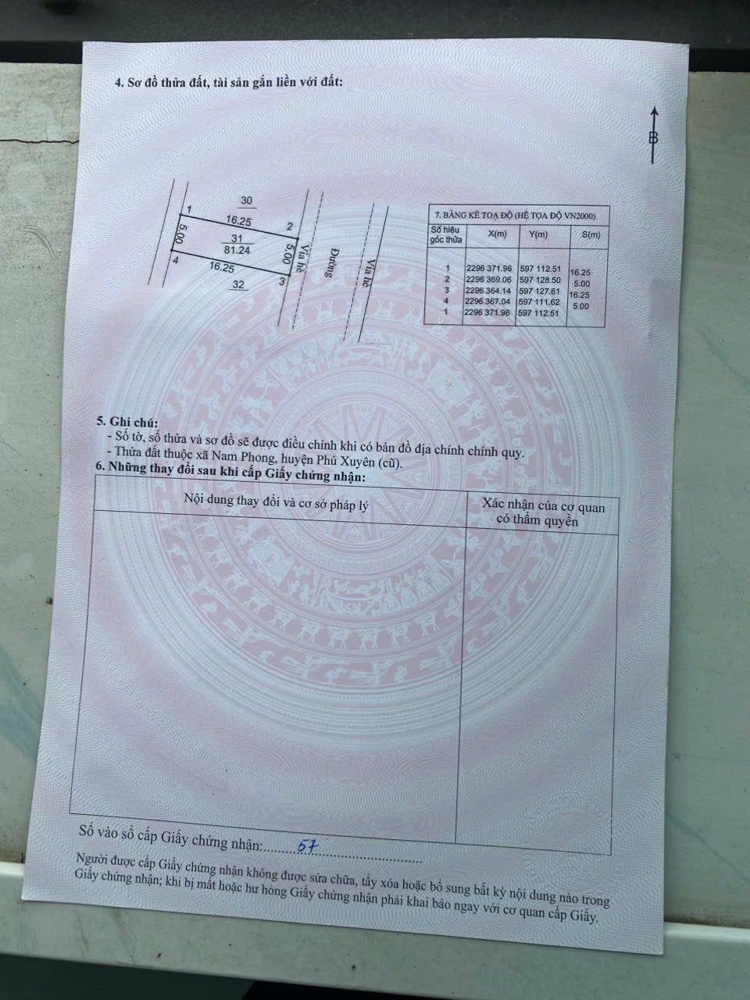 4. Sơ đồ thửa đất, tài sản gắn liền với đất:
B
30
1
16.25
2
5.00
31
81.24
5.00
4
16.25
3
32
Vỉa hè
Đường
Vỉa hè
7. BẢNG KÊ TOẠ ĐỘ (HỆ TỌA ĐỘ VN2000)
Số hiệu góc thửa X(m) Y(m) S(m)
1 2296 371.96 597 112.51
16.25
2 2296 369.06 597 128.50
5.00
3 2296 364.14 597 127.61
16.25
4 2296 367.04 597 111.62
5.00
1 2296 371.96 597 112.51
5. Ghi chú:
- Số tờ, số thửa và sơ đồ sẽ được điều chỉnh khi có bản đồ địa chính chính quy.
- Thửa đất thuộc xã Nam Phong, huyện Phú Xuyên (cũ).
6. Những thay đổi sau khi cấp Giấy chứng nhận:
Nội dung thay đổi và cơ sở pháp lý
Xác nhận của cơ quan
có thẩm quyền
Số vào sổ cấp Giấy chứng nhận:........57........................
Người được cấp Giấy chứng nhận không được sửa chữa, tẩy xóa hoặc bổ sung bất kỳ nội dung nào trong
Giấy chứng nhận; khi bị mất hoặc hư hỏng Giấy chứng nhận phải khai báo ngay với cơ quan cấp Giấy.